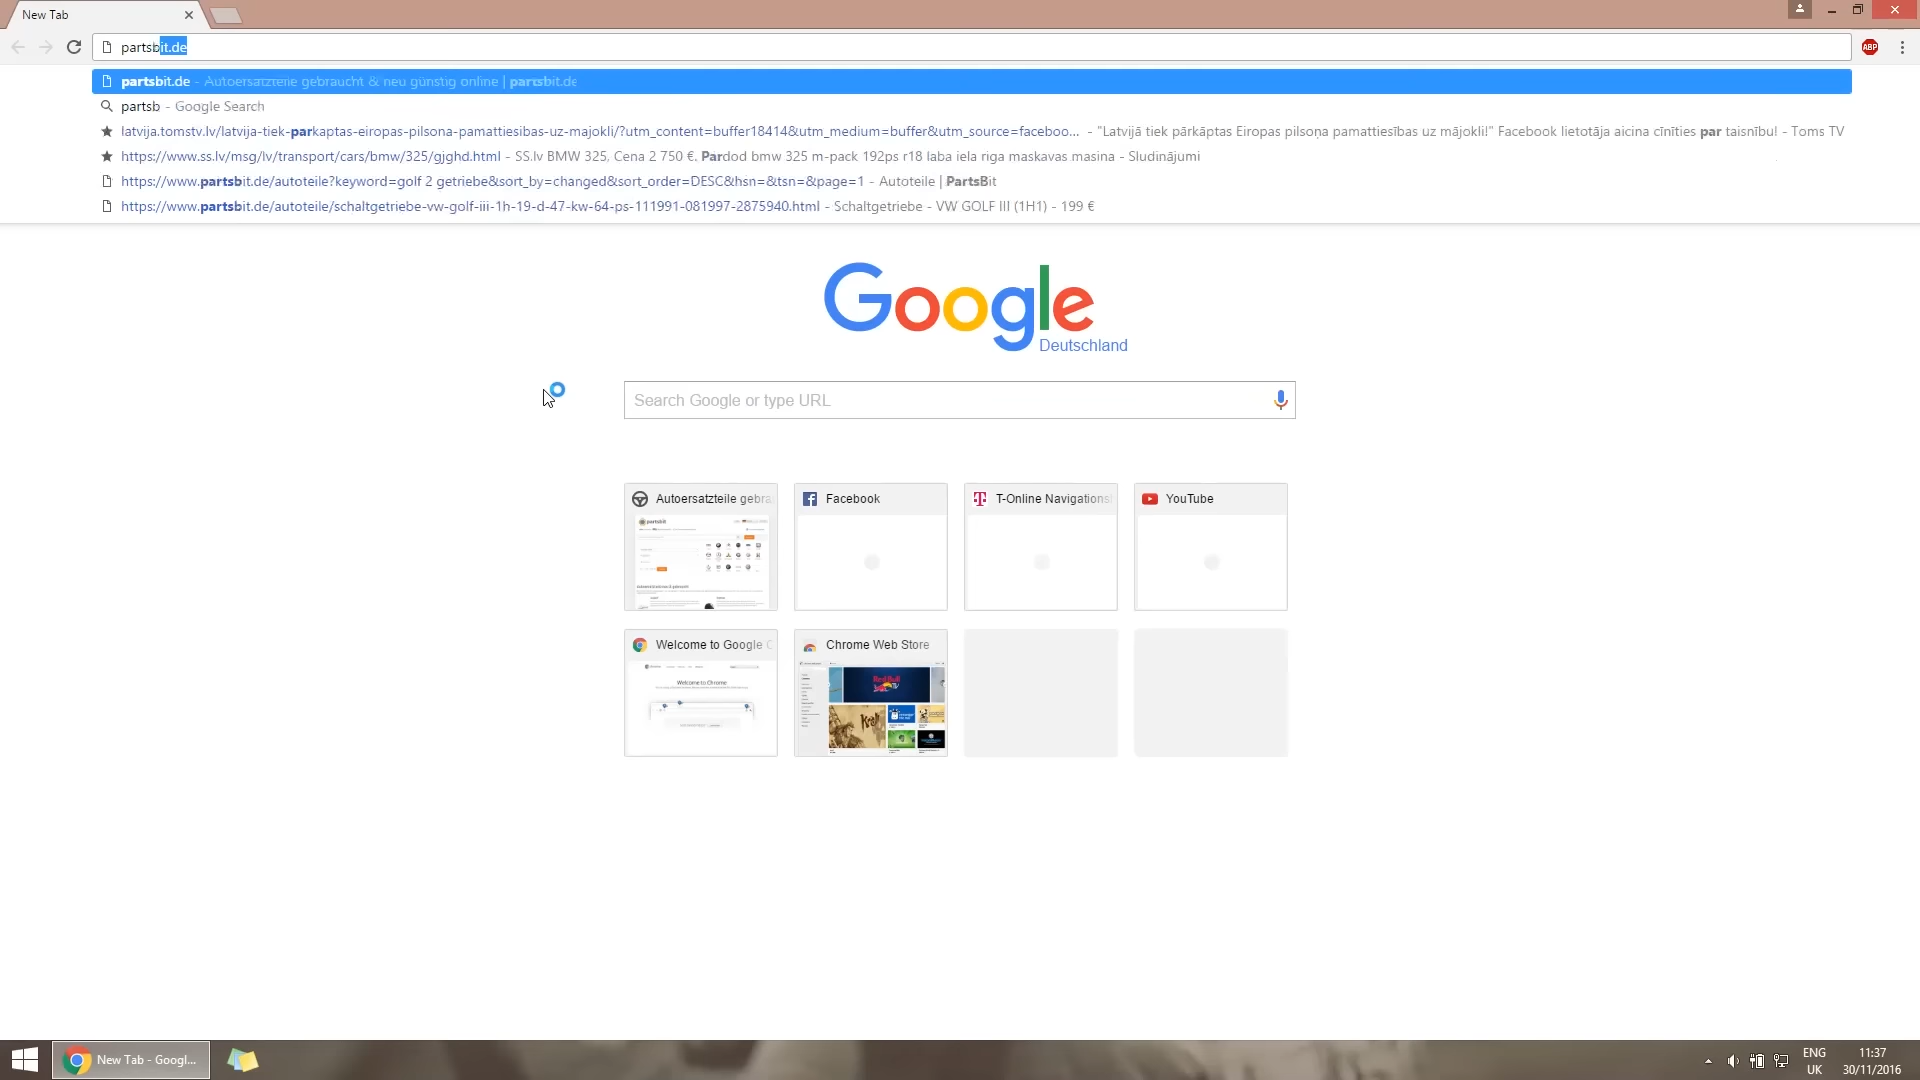 New Tab
partsbit.de
ABP
partsbit.de - Autoersatzteile gebraucht & neu günstig online | partsbit.de
partsb - Google Search
latvija.tomstv.lv/latvija-tiek-parkaptas-eiropas-pilsona-pamattiesibas-uz-majokli/?utm_content=buffer18414&utm_medium=buffer&utm_source=faceboo... - "Latvijā tiek pārkāptas Eiropas pilsoņa pamattiesības uz mājokli!" Facebook lietotāja aicina cīnīties par taisnību! - Toms TV
https://www.ss.lv/msg/lv/transport/cars/bmw/325/gjghd.html - SS.lv BMW 325, Cena 2 750 €. Pardod bmw 325 m-pack 192ps r18 laba iela riga maskavas masina - Sludinājumi
https://www.partsbit.de/autoteile?keyword=golf 2 getriebe&sort_by=changed&sort_order=DESC&hsn=&tsn=&page=1 - Autoteile | PartsBit
https://www.partsbit.de/autoteile/schaltgetriebe-vw-golf-iii-1h-19-d-47-kw-64-ps-111991-081997-2875940.html - Schaltgetriebe - VW GOLF III (1H1) - 199 €
Google
Deutschland
Search Google or type URL
Autoersatzteile gebra
Facebook
T-Online Navigations
YouTube
partsbit
Welcome to Google C
Chrome Web Store
Welcome to Chrome
Red Bull
TV
New Tab - Googl...
ENG
UK
11:37
30/11/2016